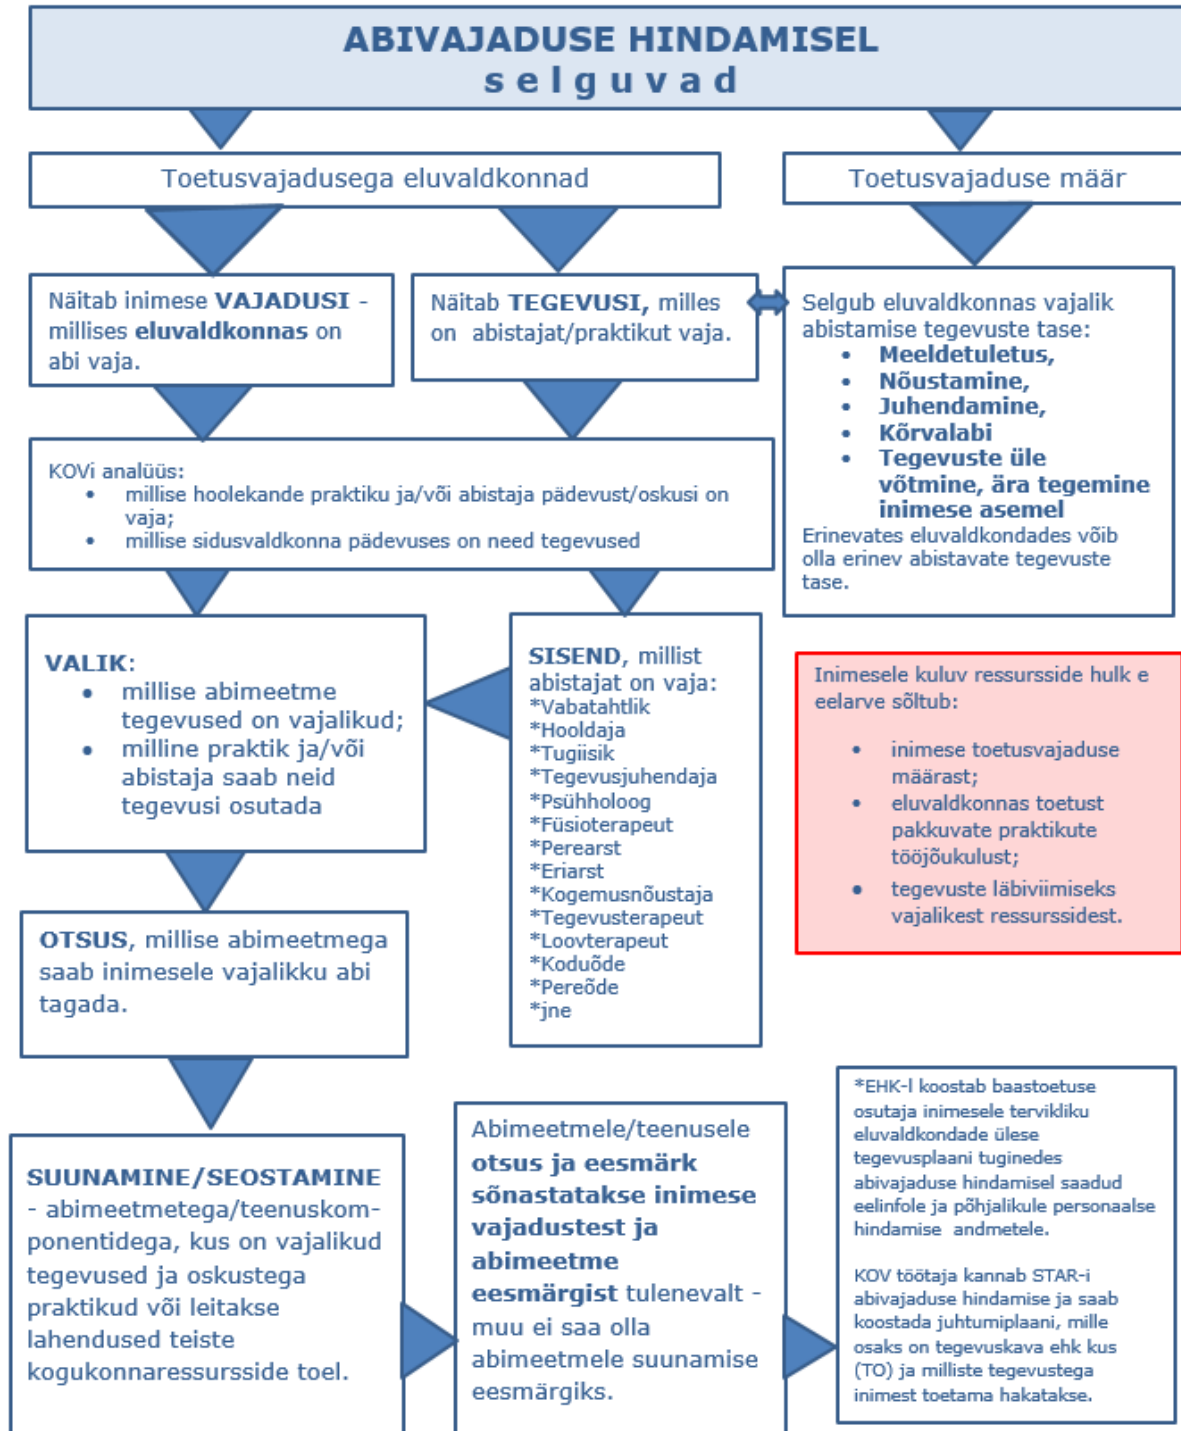 ABIVAJADUSE HINDAMISEL
selguvad
Toetusvajadusega eluvaldkonnad
Toetusvajaduse määr
Näitab inimese VAJADUSI -
millises eluvaldkonnas on
abi vaja.
Näitab TEGEVUSI, milles
on abistajat/praktikut vaja.
Selgub eluvaldkonnas vajalik
abistamise tegevuste tase:
• Meeldetuletus,
• Nõustamine,
• Juhendamine,
• Kõrvalabi
• Tegevuste üle
võtmine, ära tegemine
inimese asemel
Erinevates eluvaldkondades võib
olla erinev abistavate tegevuste
tase.
KOVi analüüs:
• millise hoolekande praktiku ja/või abistaja pädevust/oskusi on
vaja;
• millise sidusvaldkonna pädevuses on need tegevused
VALIK:
• millise abimeetme
tegevused on vajalikud;
• milline praktik ja/või
abistaja saab neid
tegevusi osutada
SISEND, millist
abistajat on vaja:
*Vabatahtlik
*Hooldaja
*Tugiisik
*Tegevusjuhendaja
*Psühholoog
*Füsioterapeut
*Perearst
*Eriarst
*Kogemusnõustaja
*Tegevusterapeut
*Loovterapeut
*Koduõde
*Pereõde
*jne
Inimesele kuluv ressursside hulk e
eelarve sõltub:
• inimese toetusvajaduse
määrast;
• eluvaldkonnas toetust
pakkuvate praktikute
tööjõukulust;
• tegevuste läbiviimiseks
vajalikest ressurssidest.
OTSUS, millise abimeetmega
saab inimesele vajalikku abi
tagada.
SUUNAMINE/SEOSTAMINE
- abimeetmetega/teenuskom-
ponentidega, kus on vajalikud
tegevused ja oskustega
praktikud või leitakse
lahendused teiste
kogukonnaressursside toel.
Abimeetmele/teenusele
otsus ja eesmärk
sõnastatakse inimese
vajadustest ja
abimeetme
eesmärgist tulenevalt -
muu ei saa olla
abimeetmele suunamise
eesmärgiks.
*EHK-l koostab baastoetuse
osutaja inimesele tervikliku
eluvaldkondade ülese
tegevusplaani tuginedes
abivajaduse hindamisel saadud
eelinfole ja põhjalikule personaalse
hindamise andmetele.
KOV töötaja kannab STAR-i
abivajaduse hindamise ja saab
koostada juhtumiplaani, mille
osaks on tegevuskava ehk kus
(TO) ja milliste tegevustega
inimest toetama hakatakse.